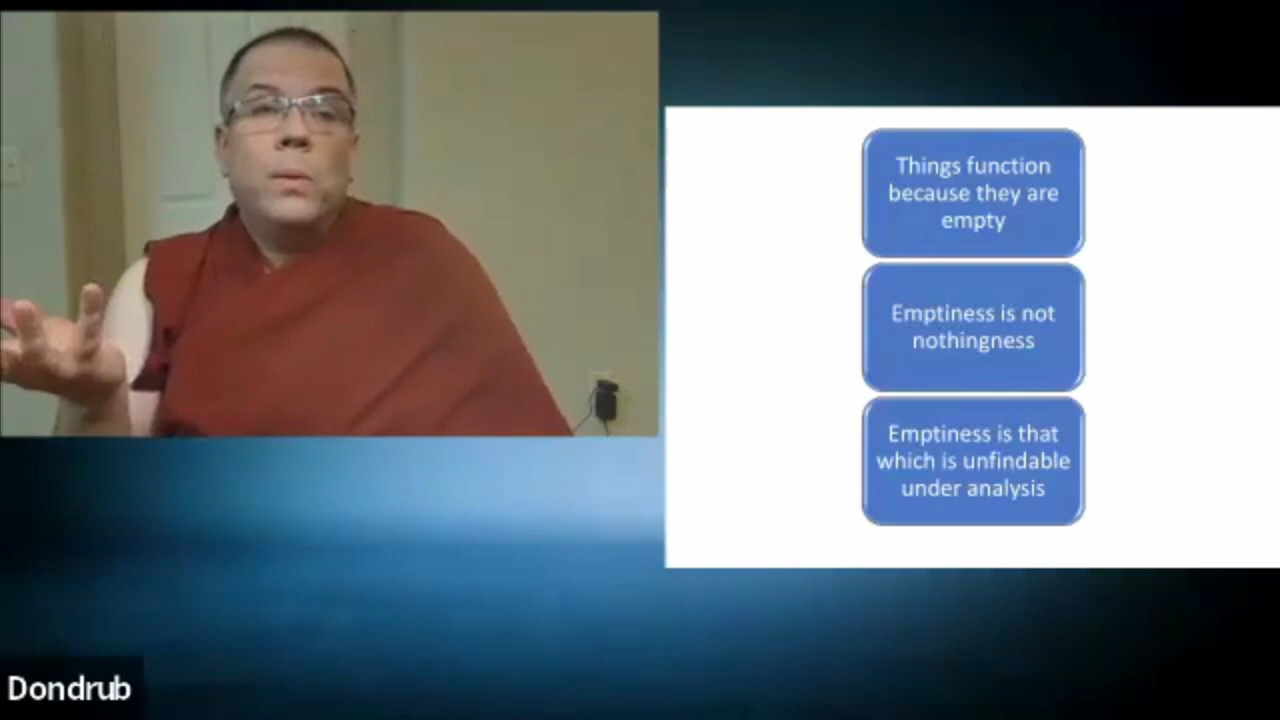 Things function
because they are
empty
Emptiness is not
nothingness
Emptiness is that
which is unfindable
under analysis
Dondrub